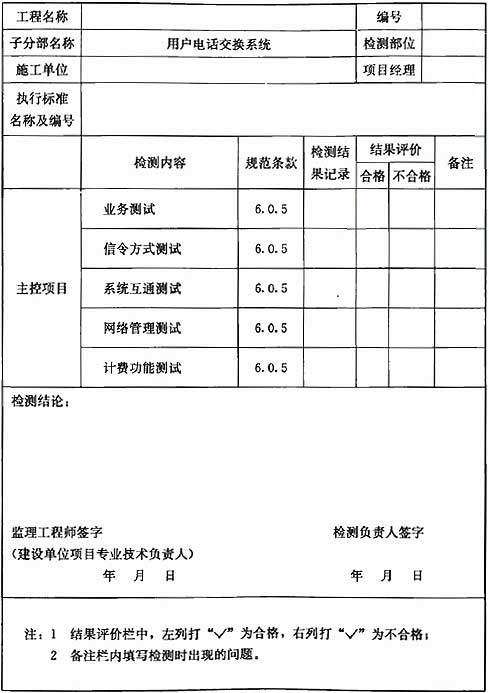 工程名称 编号
子分部名称 用户电话交接系统 检测部位
施工单位 项目经理
执行标准
名称及编号
检测内容 规范条款 检测结果记录 结果评价 备注
合格 不合格
主控项目
业务测试 6.0.5
信令方式测试 6.0.5
系统互通测试 6.0.5
网络管理测试 6.0.5
计费功能测试 6.0.5
检测结论：
监理工程师签字 检测负责人签字
（建设单位项目专业技术负责人）
年 月 日 年 月 日
注：1 结果评价栏中，左列打“√”为合格，右列打“√”为不合格；
2 备注栏内填写检测时出现的问题。